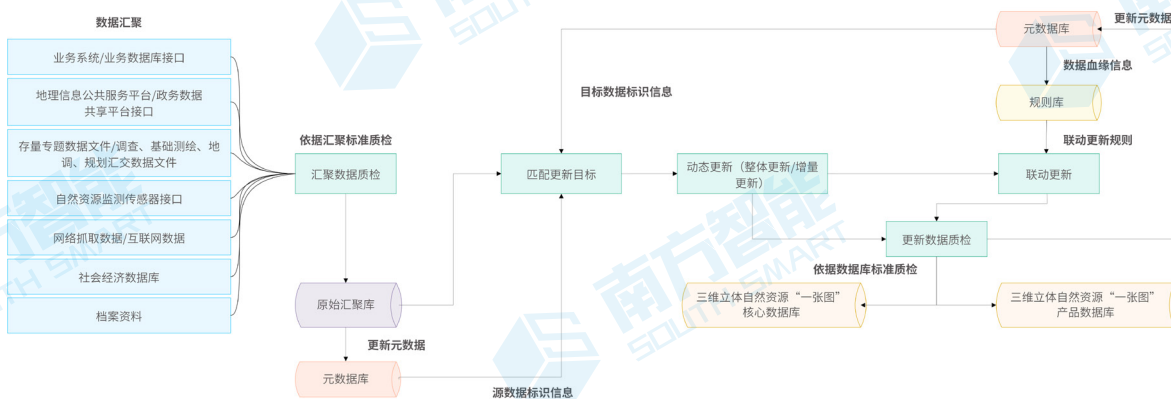 数据汇聚
业务系统/业务数据库接口
地理信息公共服务平台/政务数据
共享平台接口
存量专题数据文件/调查、基础测绘、地
调、规划汇交数据文件
自然资源监测传感器接口
网络抓取数据/互联网数据
社会经济数据库
档案资料
依据汇聚标准质检
汇聚数据质检
原始汇聚库
更新元数据
元数据库
源数据标识信息
目标数据标识信息
匹配更新目标
动态更新（整体更新/增量
更新）
元数据库
更新元数据
数据血缘信息
规则库
联动更新规则
联动更新
更新数据质检
依据数据库标准质检
三维立体自然资源“一张图”
核心数据库
三维立体自然资源“一张图”
产品数据库
南方智能
SOUTH SMART